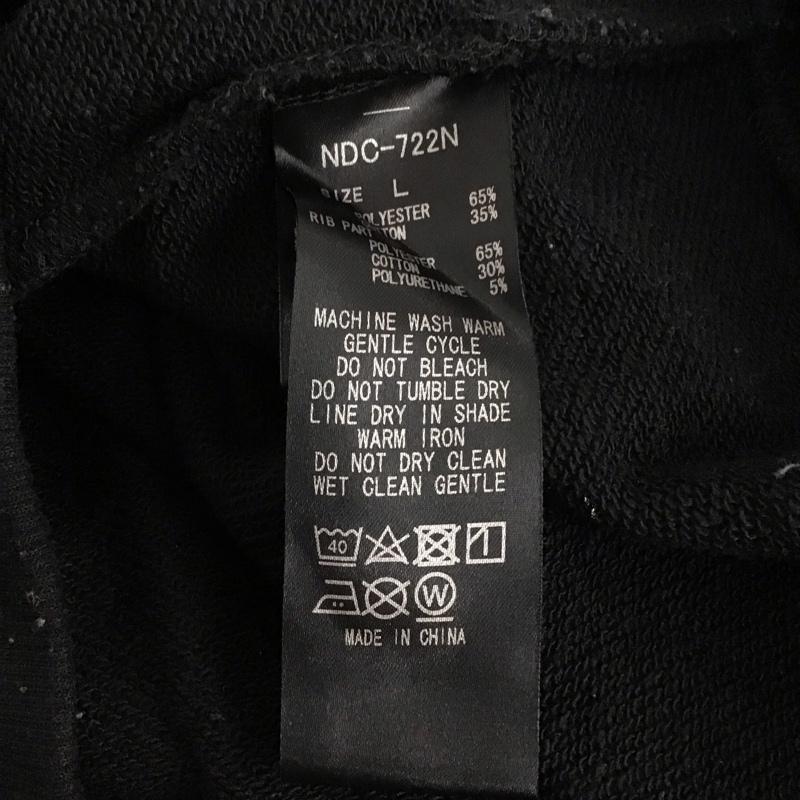 NDC-722N
SIZE L
POLYESTER 65%
35%
RIB PART
POLYESTER 65%
COTTON 30%
POLYURETHANE 5%
MACHINE WASH WARM
GENTLE CYCLE
DO NOT BLEACH
DO NOT TUMBLE DRY
LINE DRY IN SHADE
WARM IRON
DO NOT DRY CLEAN
WET CLEAN GENTLE
40
W
MADE IN CHINA